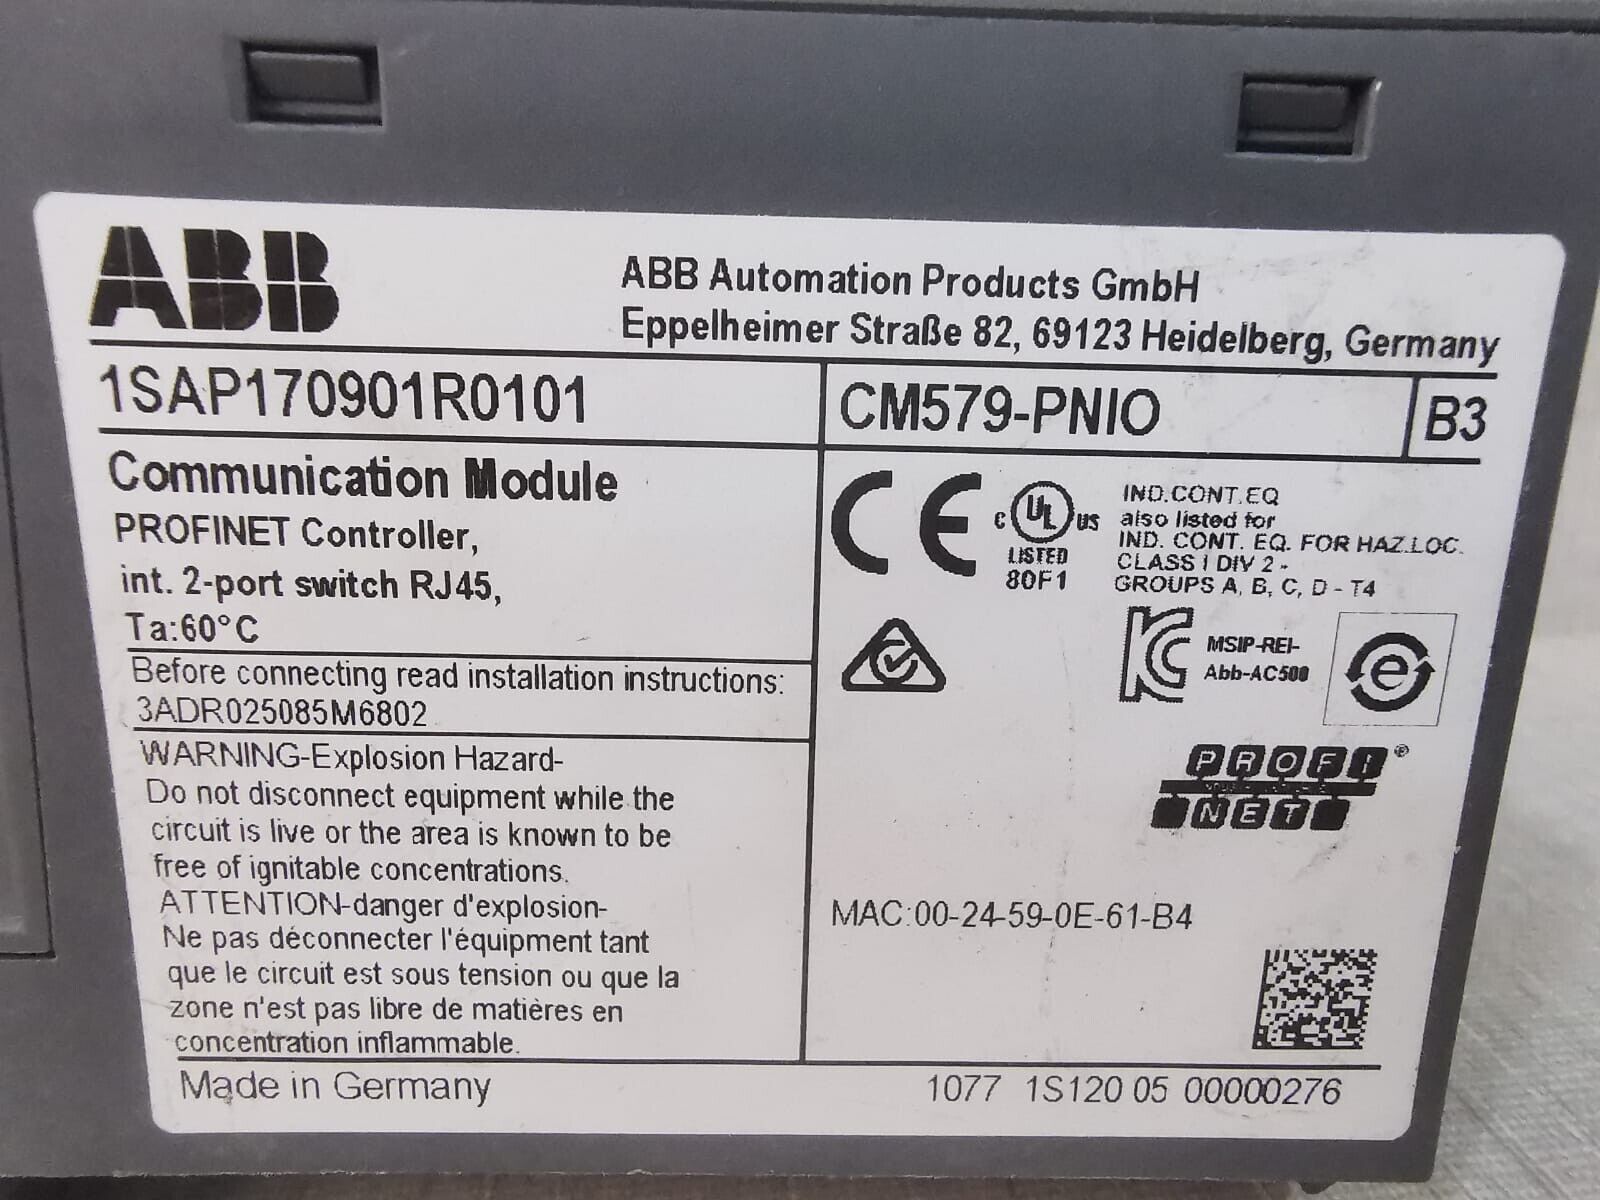 ABB
ABB Automation Products GmbH
Eppelheimer Straße 82, 69123 Heidelberg, Germany
1SAP170901R0101
CM579-PNIO
B3
Communication Module
PROFINET Controller,
int. 2-port switch RJ45,
Ta:60°C
Before connecting read installation instructions:
3ADR025085M6802
WARNING-Explosion Hazard-
Do not disconnect equipment while the
circuit is live or the area is known to be
free of ignitable concentrations.
ATTENTION-danger d'explosion-
Ne pas déconnecter l'équipment tant
que le circuit est sous tension ou que la
zone n'est pas libre de matières en
concentration inflammable.
CE
C UL US
LISTED
80F1
IND.CONT.EQ
also listed for
IND. CONT. EQ. FOR HAZ.LOC.
CLASS I DIV 2 -
GROUPS A, B, C, D - T4
KC
MSIP-REI-
Abb-AC500
e
PROFI®
NET
MAC:00-24-59-0E-61-B4
Made in Germany
1077 1S120 05 00000276